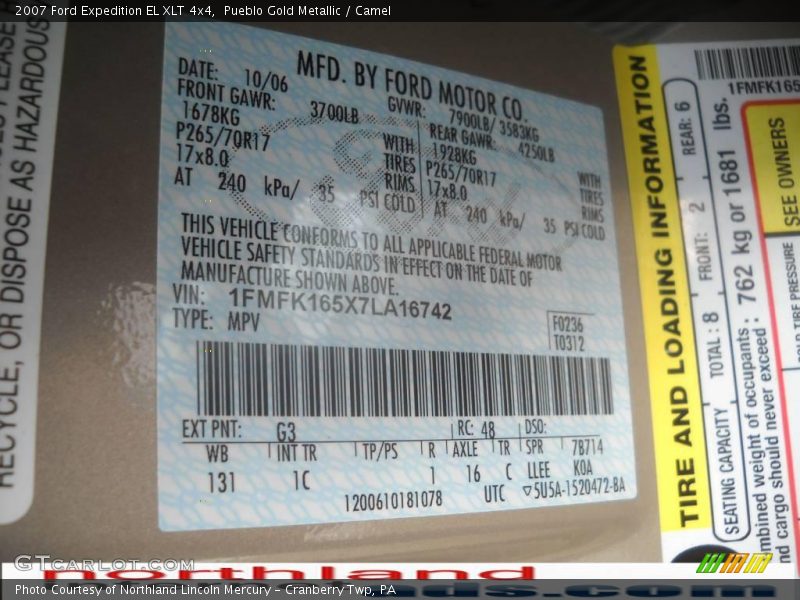 2007 Ford Expedition EL XLT 4x4,  Pueblo Gold Metallic / Camel
RECYCLE, OR DISPOSE AS HAZARDOUS
MFD. BY FORD MOTOR CO.
DATE: 10/06 GVWR: 7900LB/ 3583KG
FRONT GAWR: 3700LB REAR GAWR: 4250LB
1678KG WITH 1928KG WITH
P265/70R17 TIRES P265/70R17 TIRES
17x8.0 RIMS 17x8.0 RIMS
AT 240 kPa/ 35 PSI COLD AT 240 kPa/ 35 PSI COLD
THIS VEHICLE CONFORMS TO ALL APPLICABLE FEDERAL MOTOR
VEHICLE SAFETY STANDARDS IN EFFECT ON THE DATE OF
MANUFACTURE SHOWN ABOVE.
VIN: 1FMFK165X7LA16742
TYPE: MPV
F0236
T0312
EXT PNT: G3 RC: 48 DSO:
WB INT TR TP/PS R AXLE TR SPR 7B714
131 1C 1 16 C LLEE KOA
1200610181078 UTC ▽5U5A-1520472-BA
TIRE AND LOADING INFORMATION
SEATING CAPACITY TOTAL : 8 FRONT: 2 REAR: 6
mbined weight of occupants : 762 kg or 1681 lbs.
nd cargo should never exceed :
1FMFK165
SEE OWNERS
TIRE PRESSURE
GTCarLot.com
northland
Photo Courtesy of Northland Lincoln Mercury - Cranberry Twp, PA